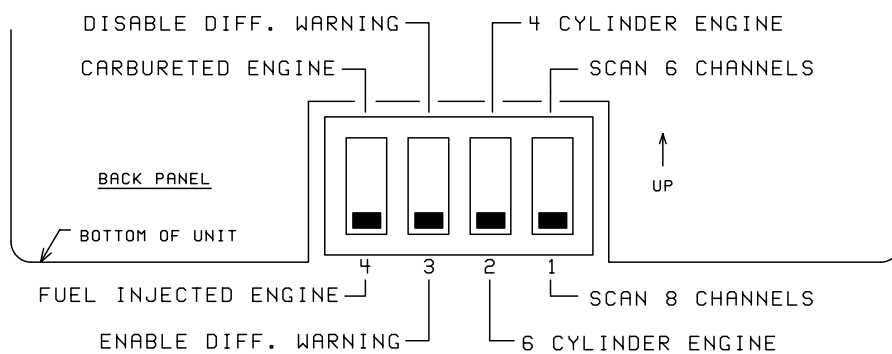 DISABLE DIFF. WARNING 4 CYLINDER ENGINE
CARBURETED ENGINE SCAN 6 CHANNELS
BACK PANEL
UP
BOTTOM OF UNIT
4 3 2 1
FUEL INJECTED ENGINE SCAN 8 CHANNELS
ENABLE DIFF. WARNING 6 CYLINDER ENGINE